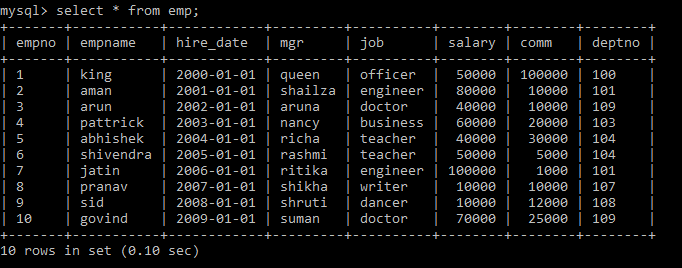 mysql> select * from emp;
+-------+-----------+------------+---------+----------+--------+--------+--------+
| empno | empname   | hire_date  | mgr     | job      | salary | comm   | deptno |
+-------+-----------+------------+---------+----------+--------+--------+--------+
| 1     | king      | 2000-01-01 | queen   | officer  |  50000 | 100000 | 100    |
| 2     | aman      | 2001-01-01 | shailza | engineer |  80000 |  10000 | 101    |
| 3     | arun      | 2002-01-01 | aruna   | doctor   |  40000 |  10000 | 109    |
| 4     | pattrick  | 2003-01-01 | nancy   | business |  60000 |  20000 | 103    |
| 5     | abhishek  | 2004-01-01 | richa   | teacher  |  40000 |  30000 | 104    |
| 6     | shivendra | 2005-01-01 | rashmi  | teacher  |  50000 |   5000 | 104    |
| 7     | jatin     | 2006-01-01 | ritika  | engineer | 100000 |   1000 | 101    |
| 8     | pranav    | 2007-01-01 | shikha  | writer   |  10000 |  10000 | 107    |
| 9     | sid       | 2008-01-01 | shruti  | dancer   |  10000 |  12000 | 108    |
| 10    | govind    | 2009-01-01 | suman   | doctor   |  70000 |  25000 | 109    |
+-------+-----------+------------+---------+----------+--------+--------+--------+
10 rows in set (0.10 sec)